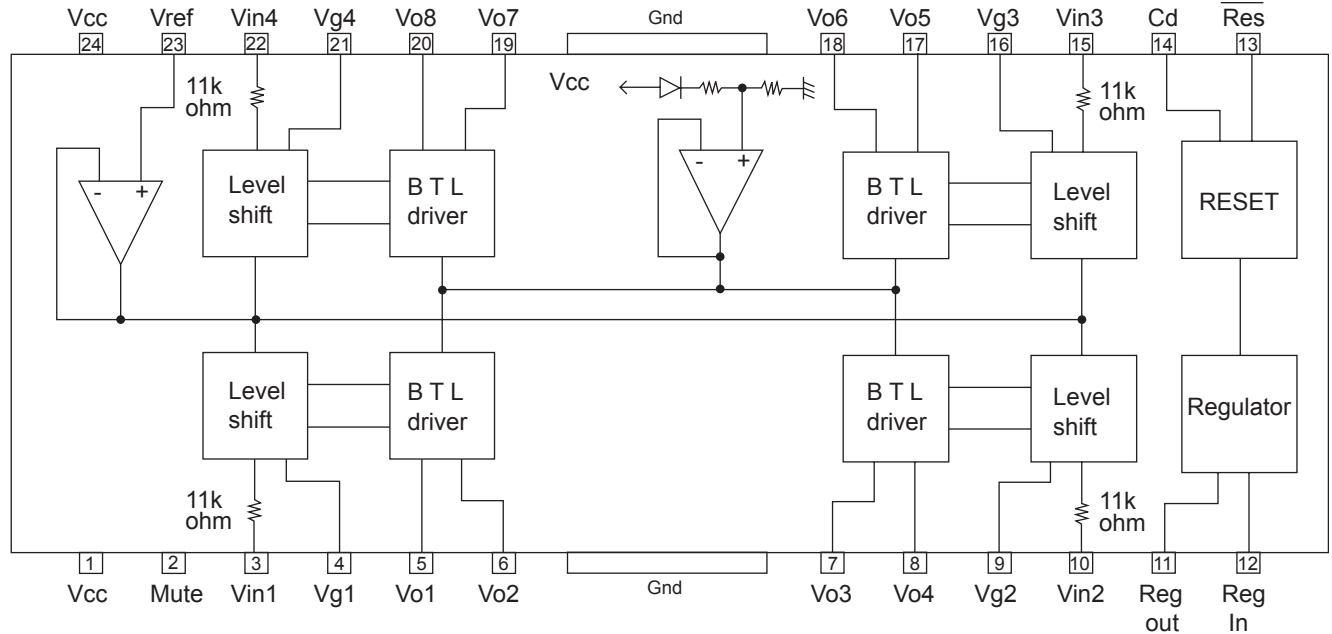 Vcc Vref Vin4 Vg4 Vo8 Vo7 Gnd Vo6 Vo5 Vg3 Vin3 Cd Res
24 23 22 21 20 19 18 17 16 15 14 13
11k
ohm
Vcc
11k
ohm
- +
Level
shift
B T L
driver
- +
B T L
driver
Level
shift
RESET
Level
shift
B T L
driver
B T L
driver
Level
shift
Regulator
11k
ohm
11k
ohm
1 2 3 4 5 6 7 8 9 10 11 12
Vcc Mute Vin1 Vg1 Vo1 Vo2 Gnd Vo3 Vo4 Vg2 Vin2 Reg
out
Reg
In